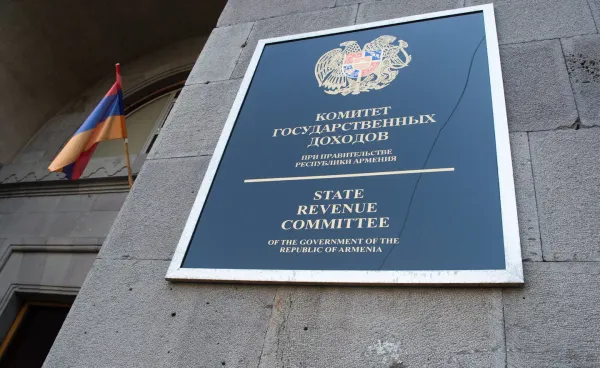 КОМИТЕТ
ГОСУДАРСТВЕННЫХ
ДОХОДОВ
ПРИ ПРАВИТЕЛЬСТВЕ
РЕСПУБЛИКИ АРМЕНИЯ
STATE
REVENUE
COMMITTEE
OF THE GOVERNMENT OF THE
REPUBLIC OF ARMENIA